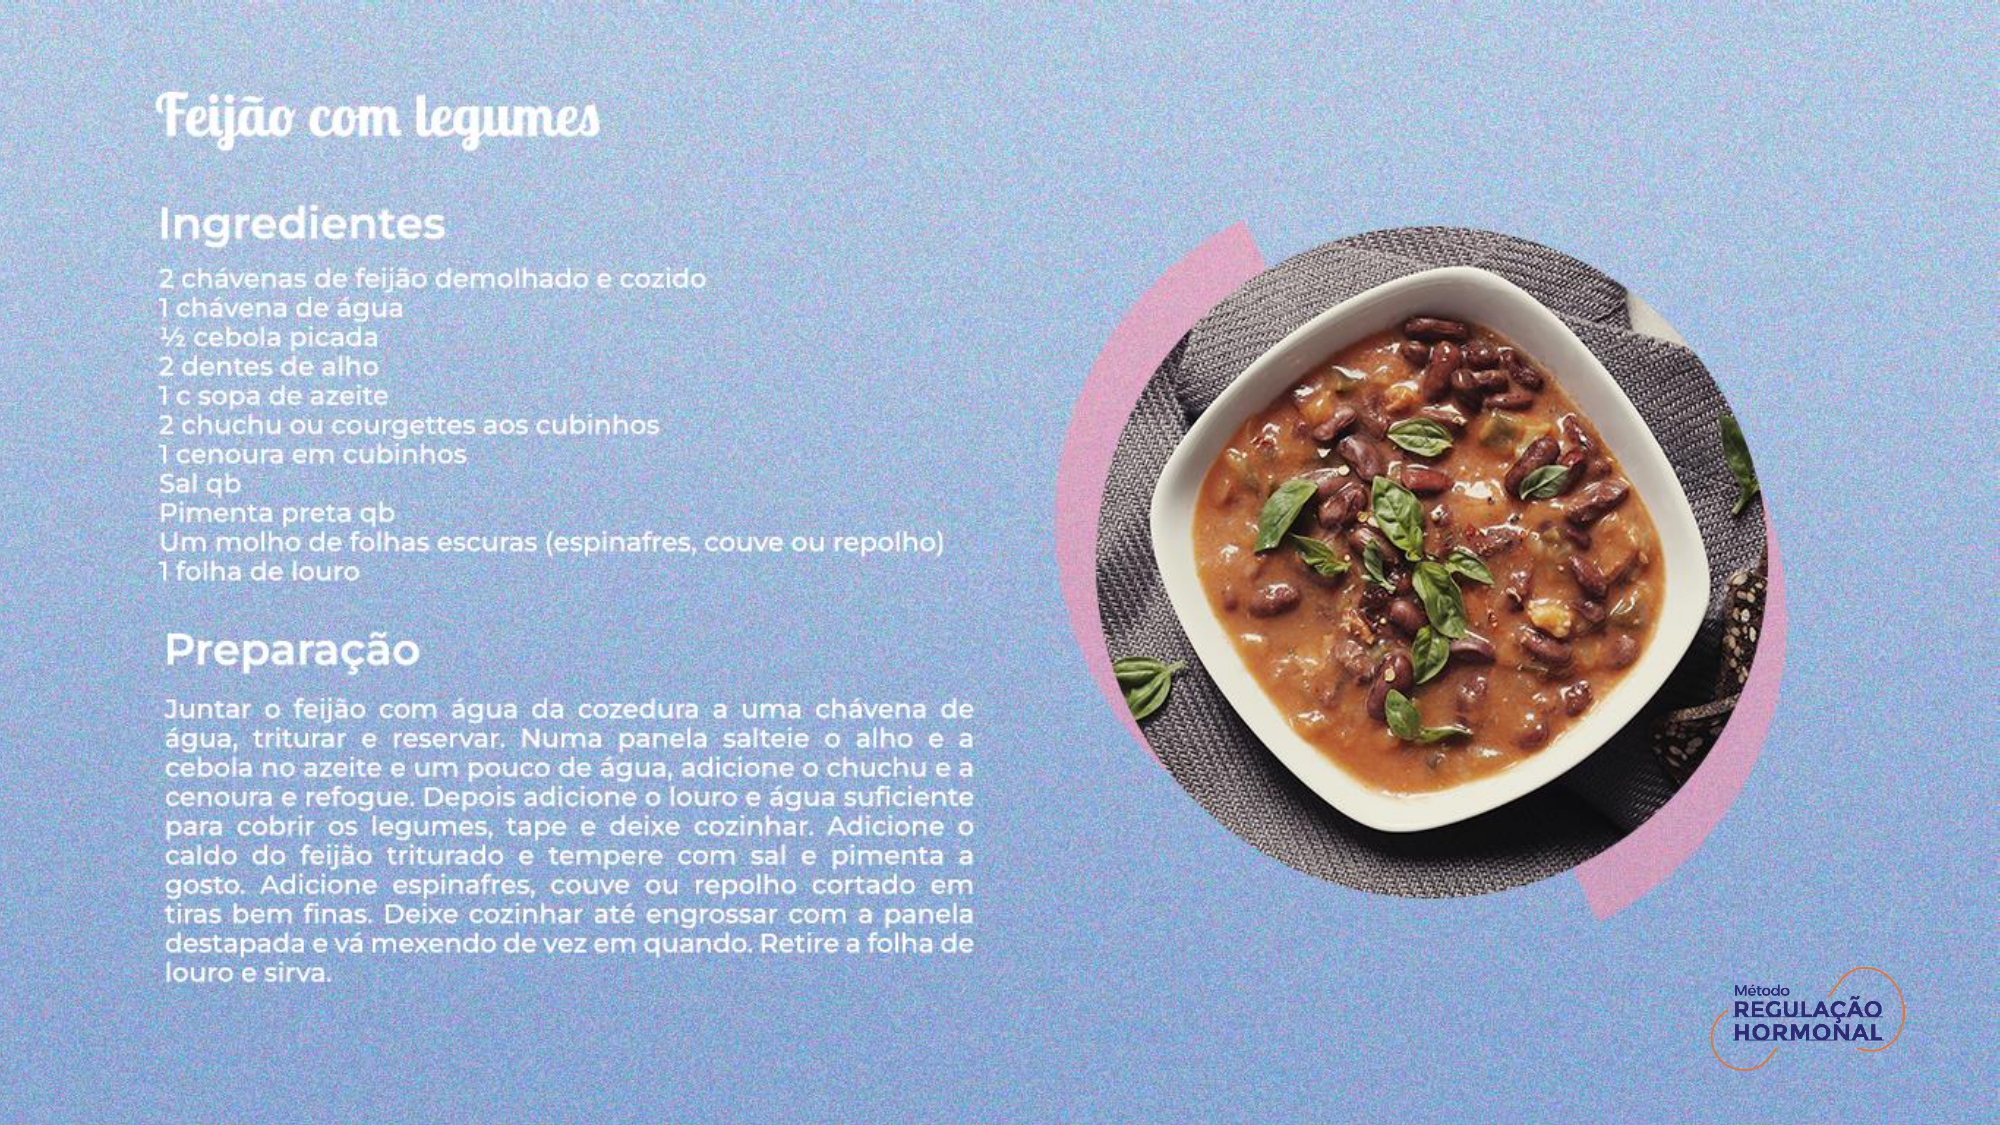 Feijão com legumes
Ingredientes
2 chávenas de feijão demolhado e cozido
1 chávena de água
½ cebola picada
2 dentes de alho
1 c sopa de azeite
2 chuchu ou courgettes aos cubinhos
1 cenoura em cubinhos
Sal qb
Pimenta preta qb
Um molho de folhas escuras (espinafres, couve ou repolho)
1 folha de louro
Preparação
Juntar o feijão com água da cozedura a uma chávena de
água, triturar e reservar. Numa panela salteie o alho e a
cebola no azeite e um pouco de água, adicione o chuchu e a
cenoura e refogue. Depois adicione o louro e água suficiente
para cobrir os legumes, tape e deixe cozinhar. Adicione o
caldo do feijão triturado e tempere com sal e pimenta a
gosto. Adicione espinafres, couve ou repolho cortado em
tiras bem finas. Deixe cozinhar até engrossar com a panela
destapada e vá mexendo de vez em quando. Retire a folha de
louro e sirva.
Método
REGULAÇÃO
HORMONAL